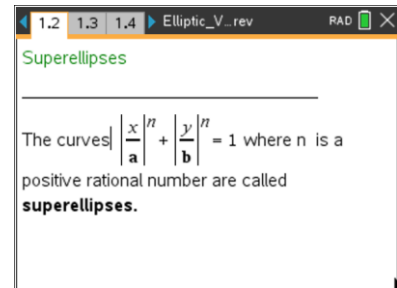 1.2 1.3 1.4 Elliptic_V…rev RAD
Superellipses
The curves |x/a|ⁿ + |y/b|ⁿ = 1 where n is a
positive rational number are called
superellipses.